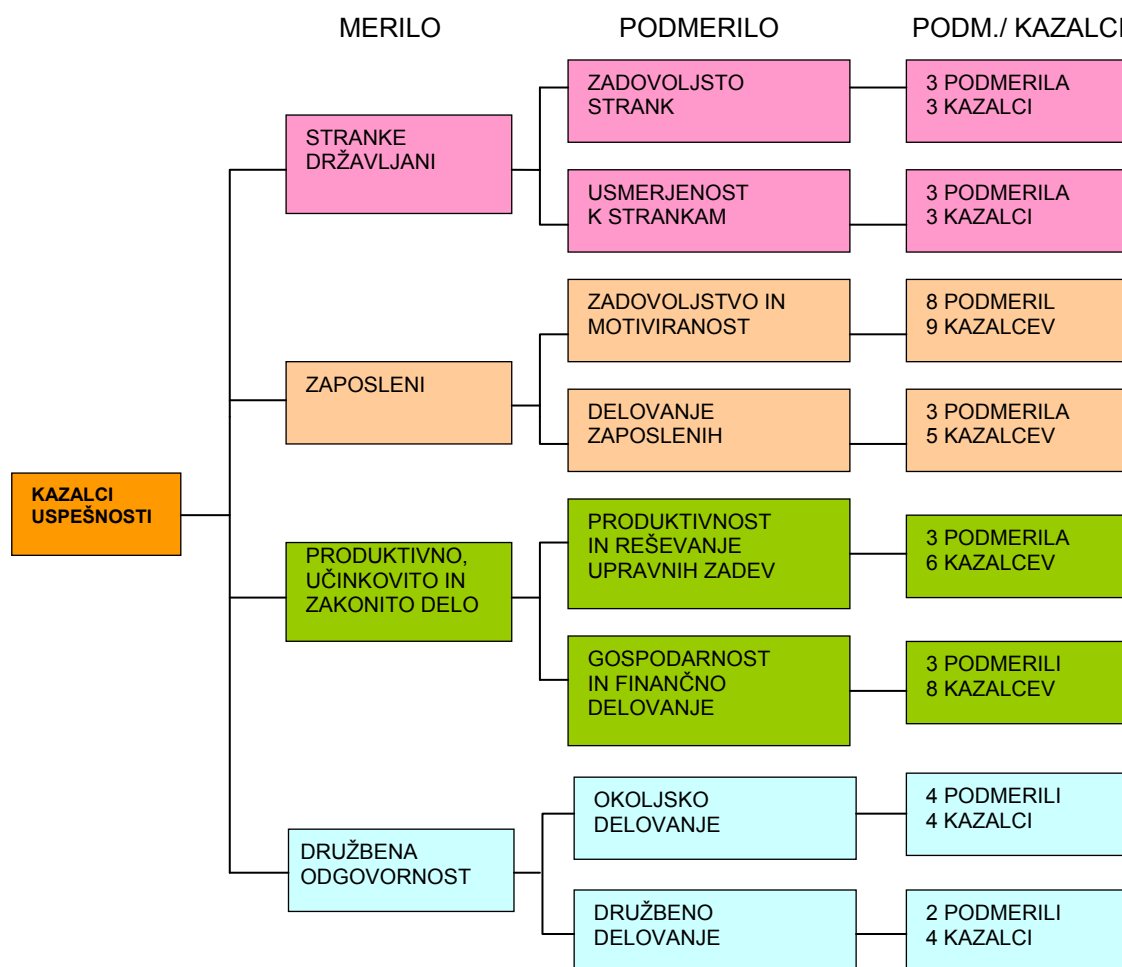 MERILO
PODMERILO
PODM./ KAZALCI
ZADOVOLJSTO
STRANK
3 PODMERILA
3 KAZALCI
STRANKE
DRŽAVLJANI
USMERJENOST
K STRANKAM
3 PODMERILA
3 KAZALCI
ZADOVOLJSTVO IN
MOTIVIRANOST
8 PODMERIL
9 KAZALCEV
ZAPOSLENI
DELOVANJE
ZAPOSLENIH
3 PODMERILA
5 KAZALCEV
KAZALCI
USPEŠNOSTI
PRODUKTIVNOST
IN REŠEVANJE
UPRAVNIH ZADEV
3 PODMERILA
6 KAZALCEV
PRODUKTIVNO,
UČINKOVITO IN
ZAKONITO DELO
GOSPODARNOST
IN FINANČNO
DELOVANJE
3 PODMERILI
8 KAZALCEV
OKOLJSKO
DELOVANJE
4 PODMERILI
4 KAZALCI
DRUŽBENA
ODGOVORNOST
DRUŽBENO
DELOVANJE
2 PODMERILI
4 KAZALCI